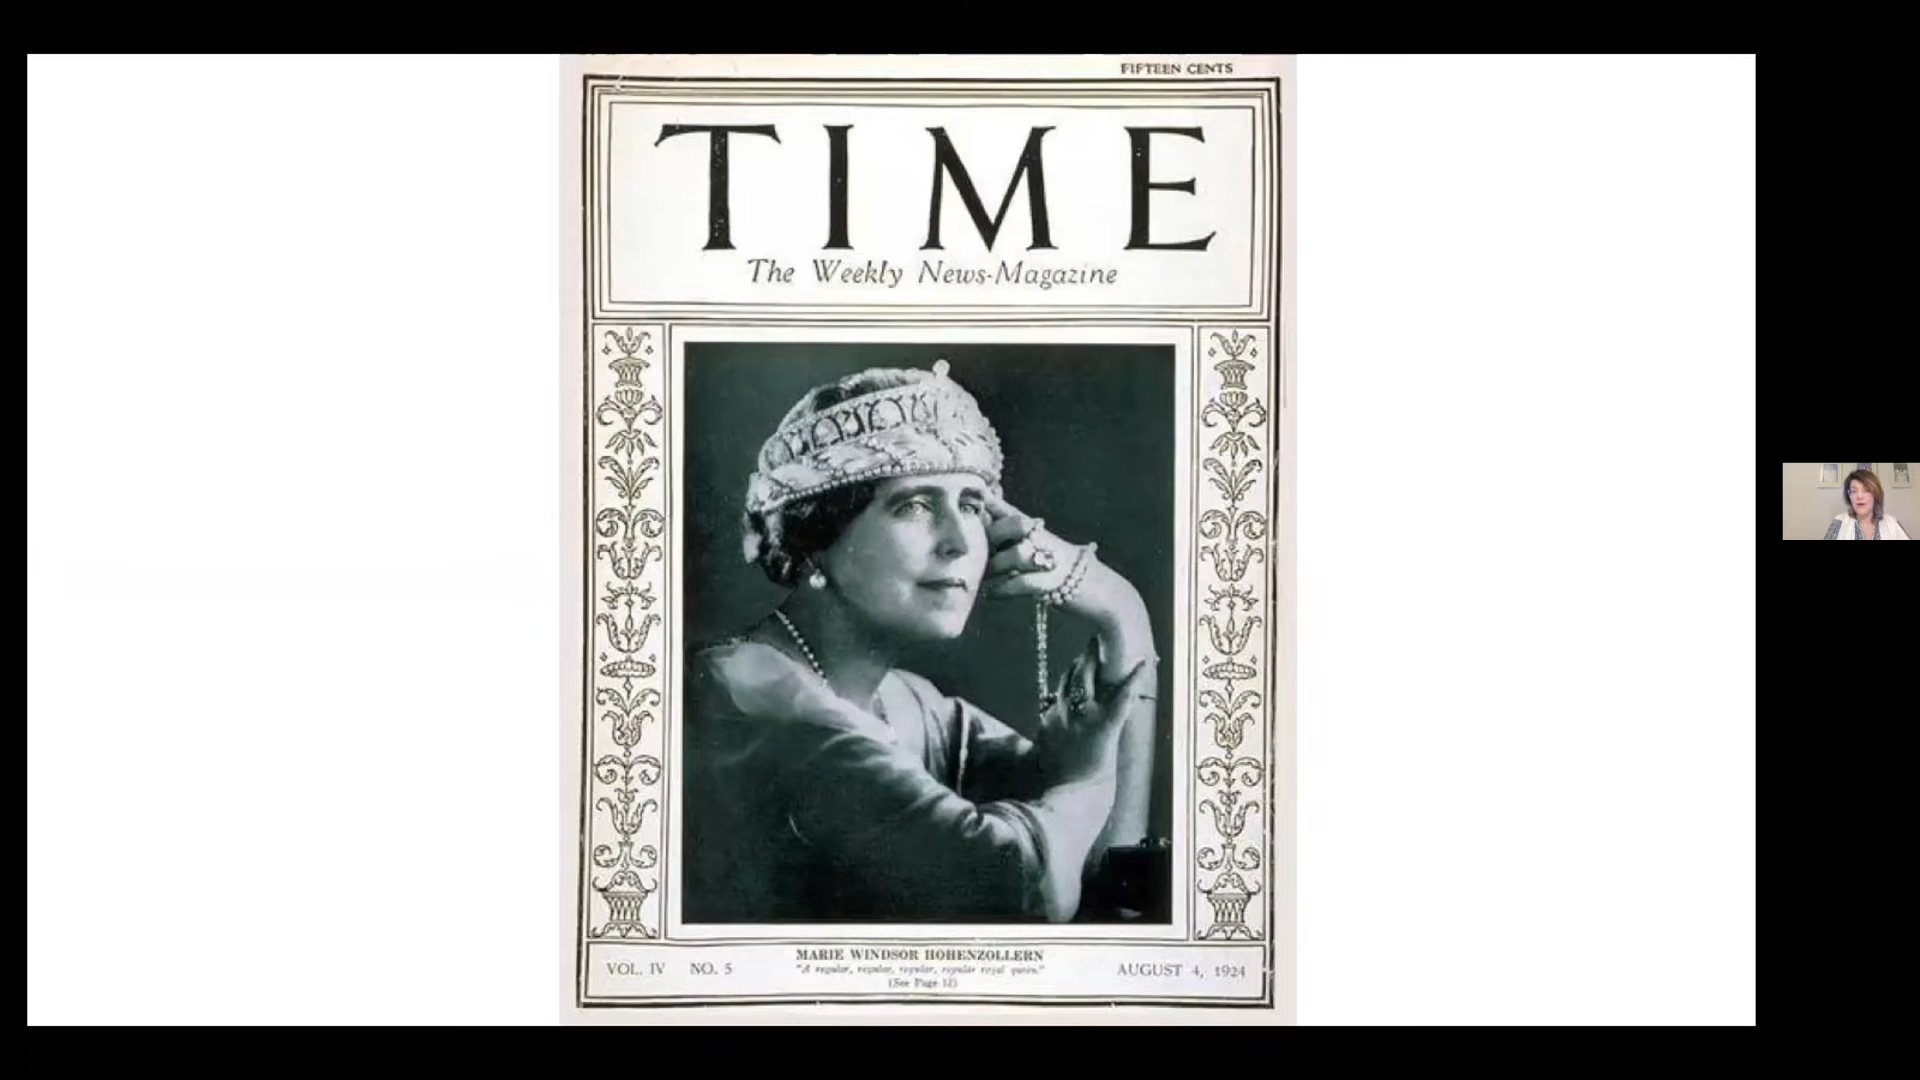 FIFTEEN CENTS
TIME
The Weekly News-Magazine
MARIE WINDSOR HOHENZOLLERN
"A regular, regular, regular, regular royal queen."
(See Page 12)
VOL. IV NO. 5
AUGUST 4, 1924